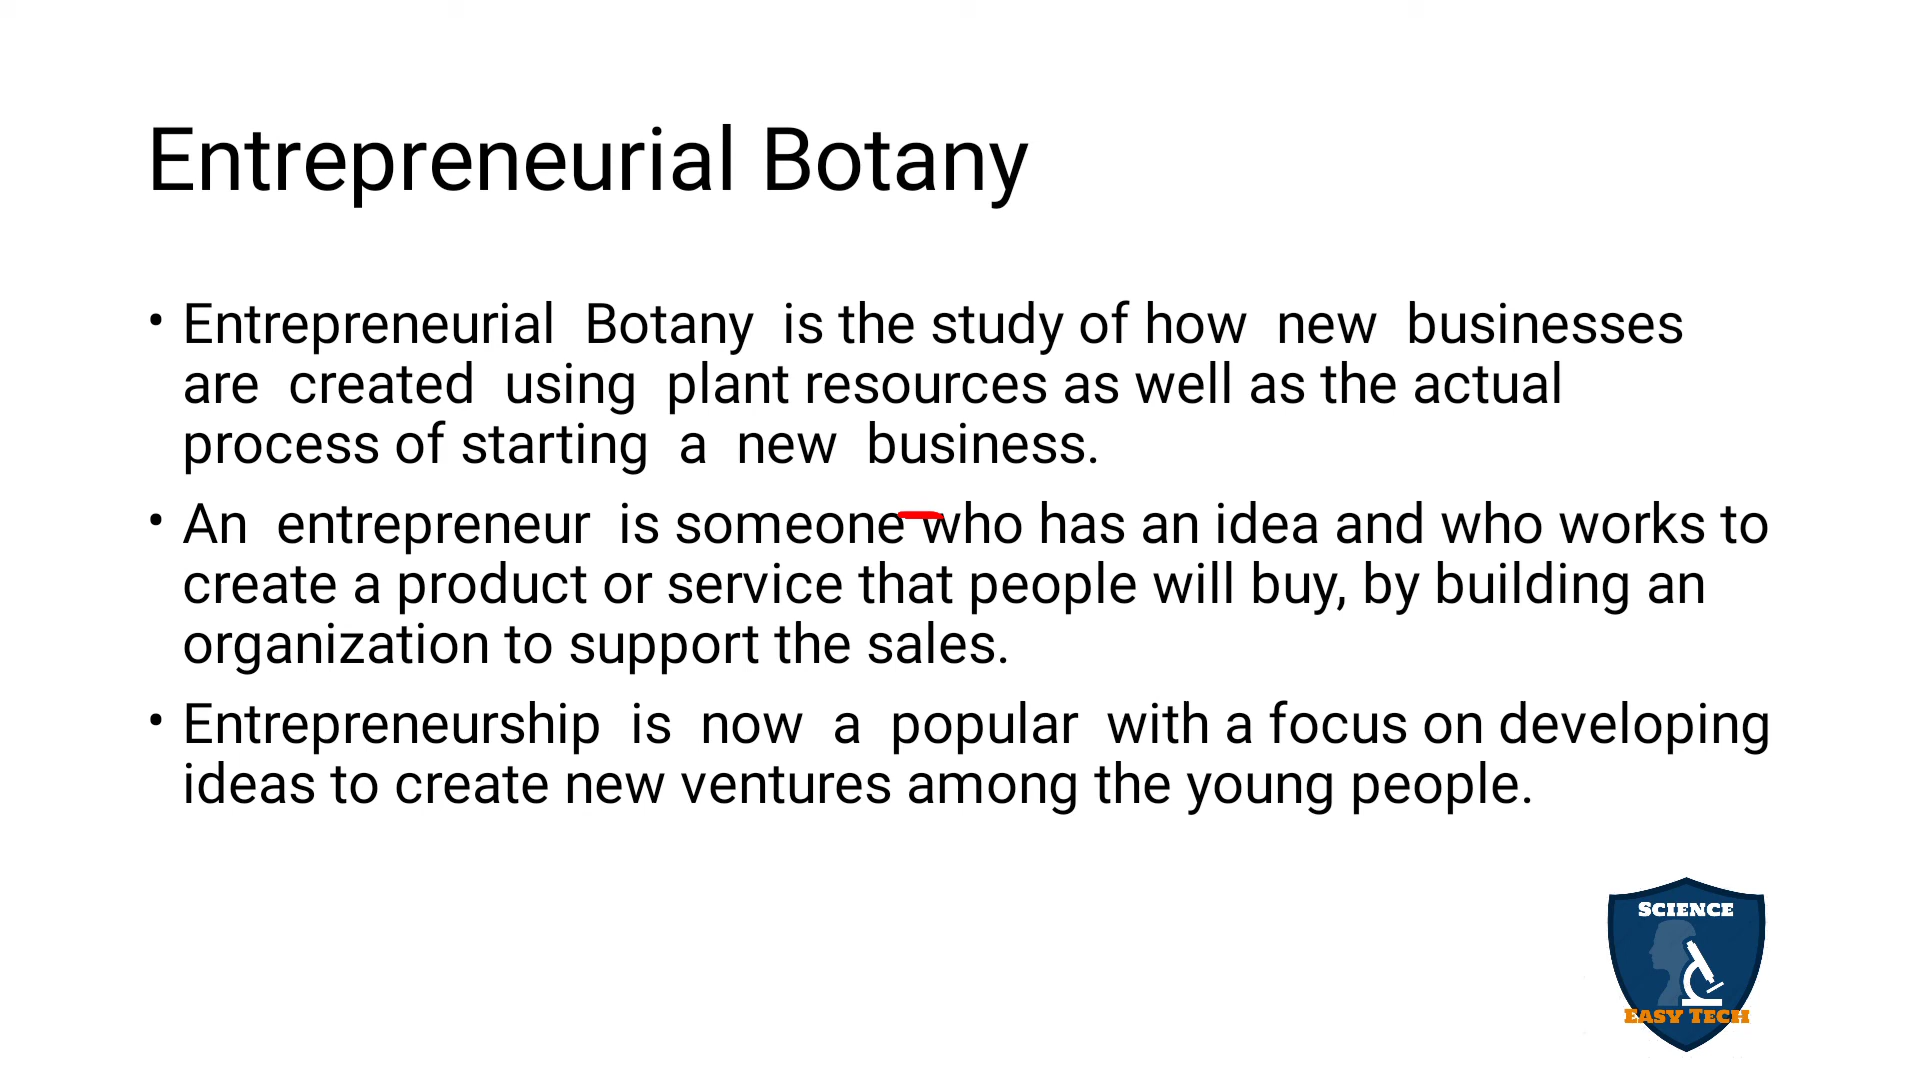 Entrepreneurial Botany
• Entrepreneurial Botany is the study of how new businesses
are created using plant resources as well as the actual
process of starting a new business.
• An entrepreneur is someone who has an idea and who works to
create a product or service that people will buy, by building an
organization to support the sales.
• Entrepreneurship is now a popular with a focus on developing
ideas to create new ventures among the young people.
SCIENCE
EASY TECH